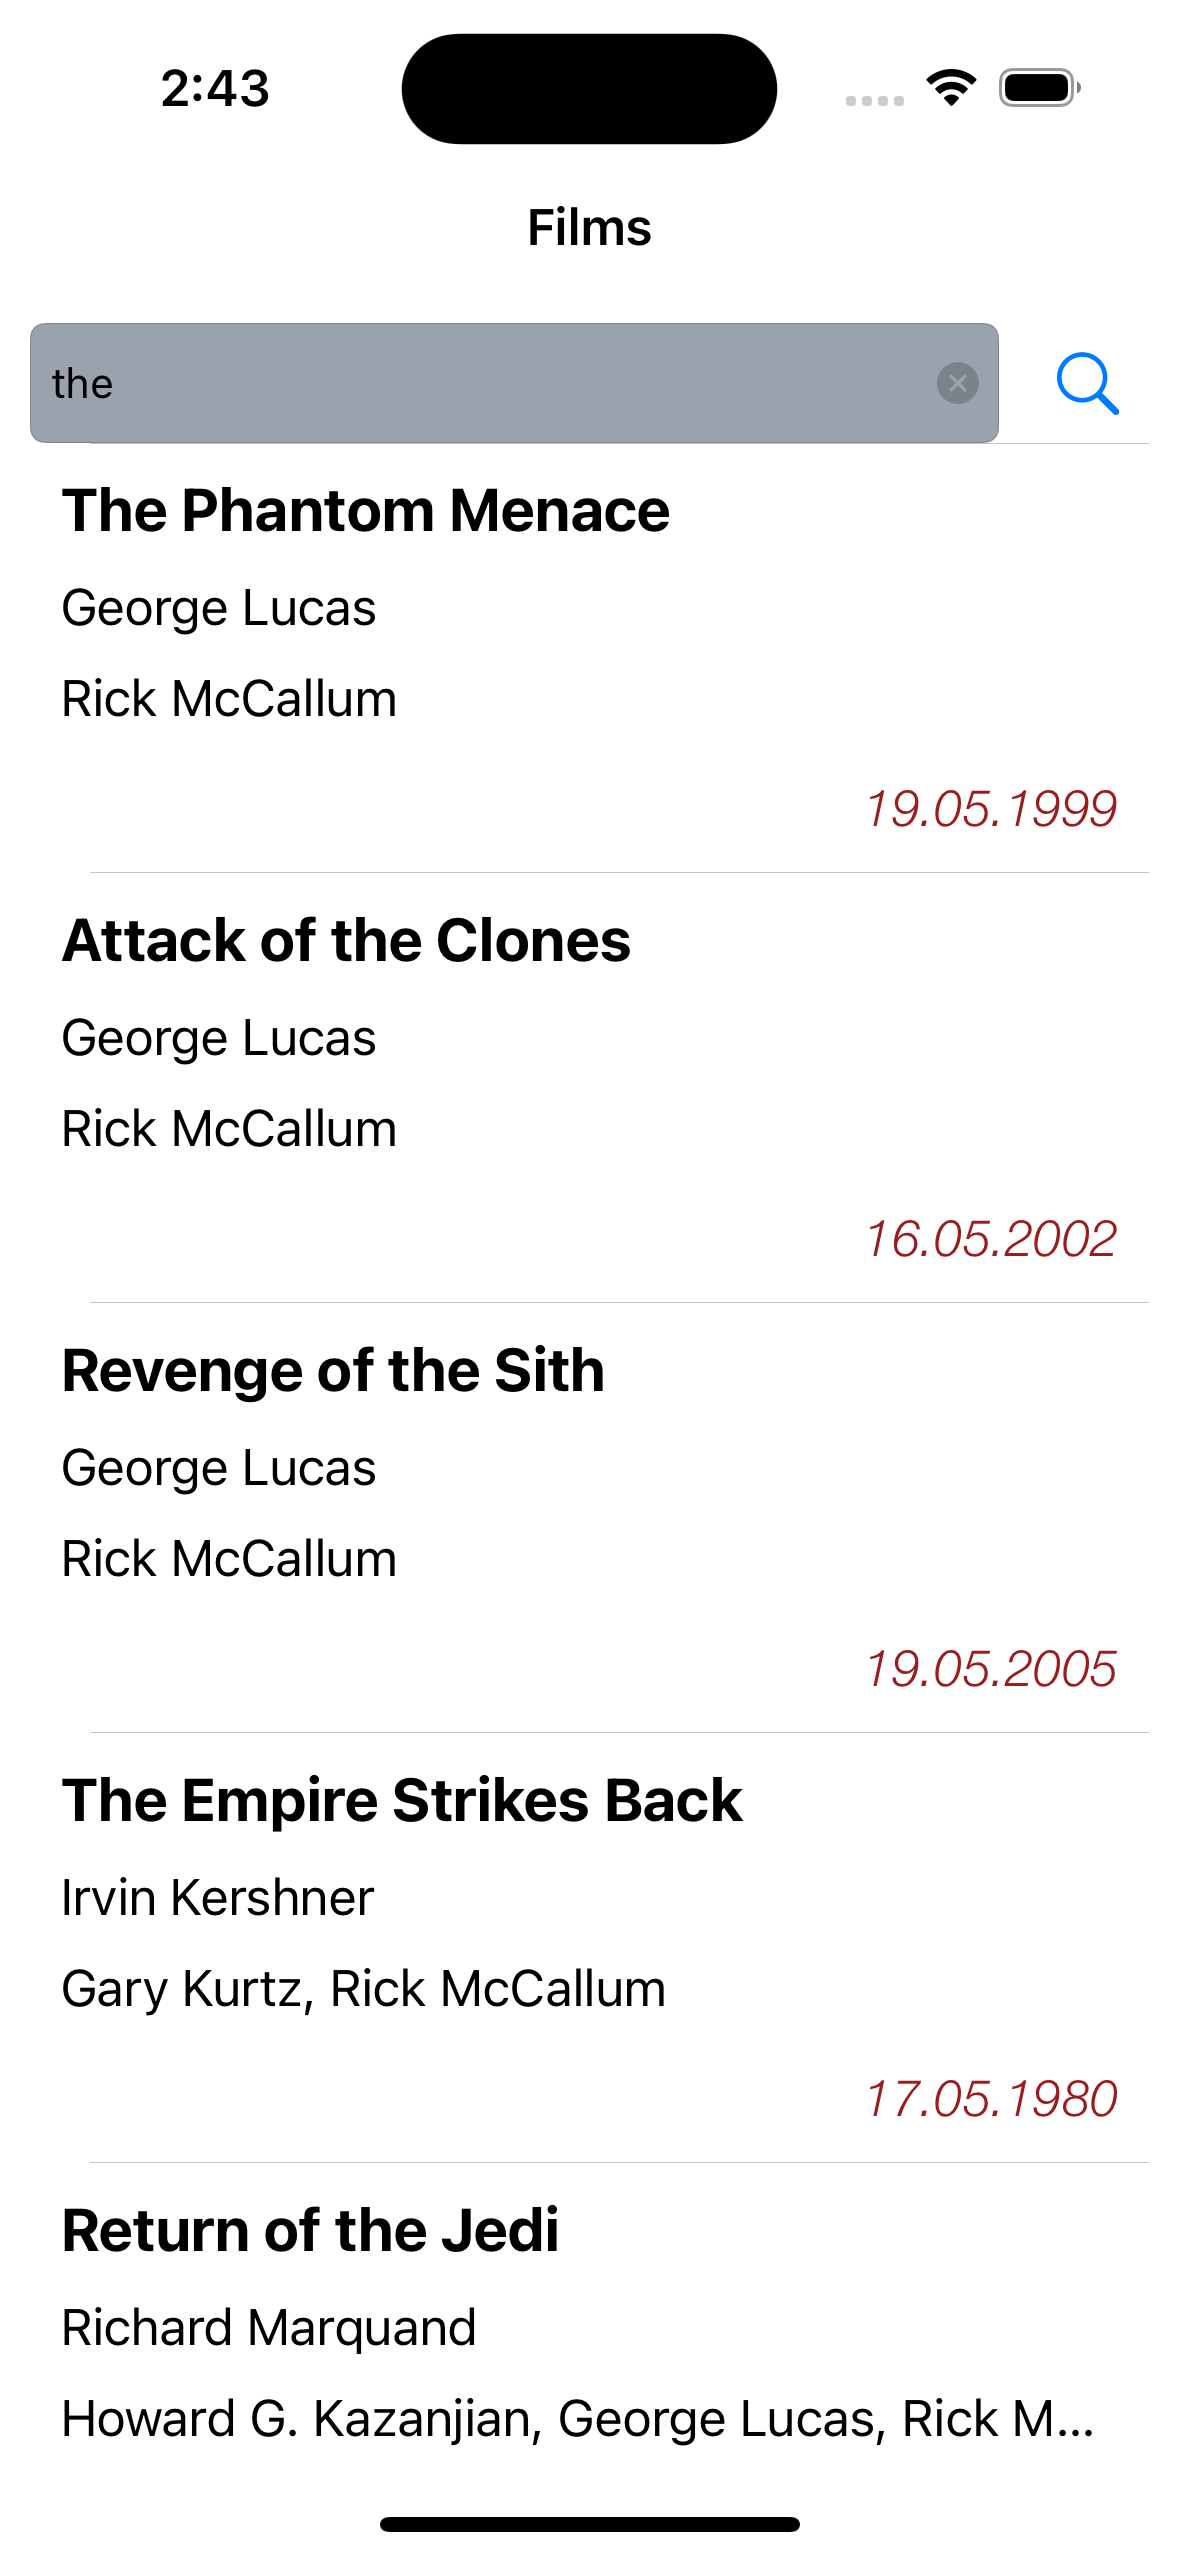 2:43
Films
the
The Phantom Menace
George Lucas
Rick McCallum
19.05.1999
Attack of the Clones
George Lucas
Rick McCallum
16.05.2002
Revenge of the Sith
George Lucas
Rick McCallum
19.05.2005
The Empire Strikes Back
Irvin Kershner
Gary Kurtz, Rick McCallum
17.05.1980
Return of the Jedi
Richard Marquand
Howard G. Kazanjian, George Lucas, Rick M...